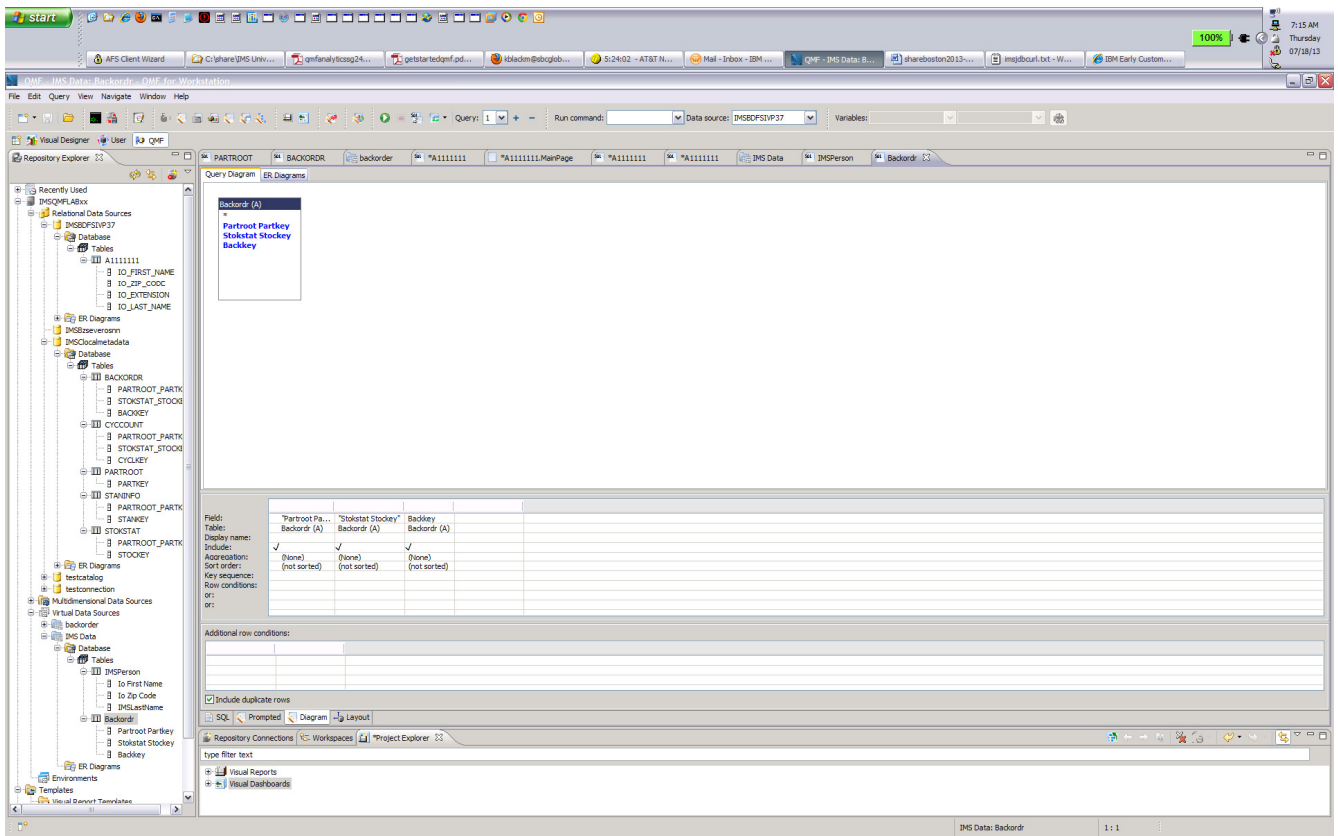 start
100%
7:15 AM
Thursday
07/18/13
AFS Client Wizard
C:\share\IMS Univ...
qmfanalyticssg24...
getstartedqmf.pd...
kblackm@sbcglob...
5:24:02 - AT&T N...
Mail - Inbox - IBM ...
QMF - IMS Data: B...
shareboston2013-...
imsjdbcurl.txt - W...
IBM Early Custom...
QMF - IMS Data: Backordr - QMF for Workstation
File Edit Query View Navigate Window Help
Query: 1
Run command:
Data source: IMSBDFSIVP37
Variables:
Visual Designer
User
QMF
Repository Explorer
PARTROOT
BACKORDR
backorder
*A1111111
*A1111111.MainPage
*A1111111
*A1111111
IMS Data
IMSPerson
Backordr
Query Diagram
ER Diagrams
Recently Used
IMSQMFLABxx
Relational Data Sources
IMSBDFSIVP37
Database
Tables
A1111111
IO_FIRST_NAME
IO_ZIP_CODC
IO_EXTENSION
IO_LAST_NAME
ER Diagrams
IMSBzseverosnn
IMSClocalmetadata
Database
Tables
BACKORDR
PARTROOT_PARTK
STOKSTAT_STOCKE
BACKKEY
CYCCOUNT
PARTROOT_PARTK
STOKSTAT_STOCKE
CYCLKEY
PARTROOT
PARTKEY
STANINFO
PARTROOT_PARTK
STANKEY
STOKSTAT
PARTROOT_PARTK
STOCKEY
ER Diagrams
testcatalog
testconnection
Multidimensional Data Sources
Virtual Data Sources
backorder
IMS Data
Database
Tables
IMSPerson
Io First Name
Io Zip Code
IMSLastName
Backordr
Partroot Partkey
Stokstat Stockey
Backkey
ER Diagrams
Environments
Templates
Visual Report Templates
Backordr (A)
*
Partroot Partkey
Stokstat Stockey
Backkey
Field: "Partroot Pa... "Stokstat Stockey" Backkey
Table: Backordr (A) Backordr (A) Backordr (A)
Display name:
Include: ✓ ✓ ✓
Aggregation: (None) (None) (None)
Sort order: (not sorted) (not sorted) (not sorted)
Key sequence:
Row conditions:
or:
or:
Additional row conditions:
Include duplicate rows
SQL
Prompted
Diagram
Layout
Repository Connections
Workspaces
*Project Explorer
type filter text
Visual Reports
Visual Dashboards
IMS Data: Backordr
1 : 1